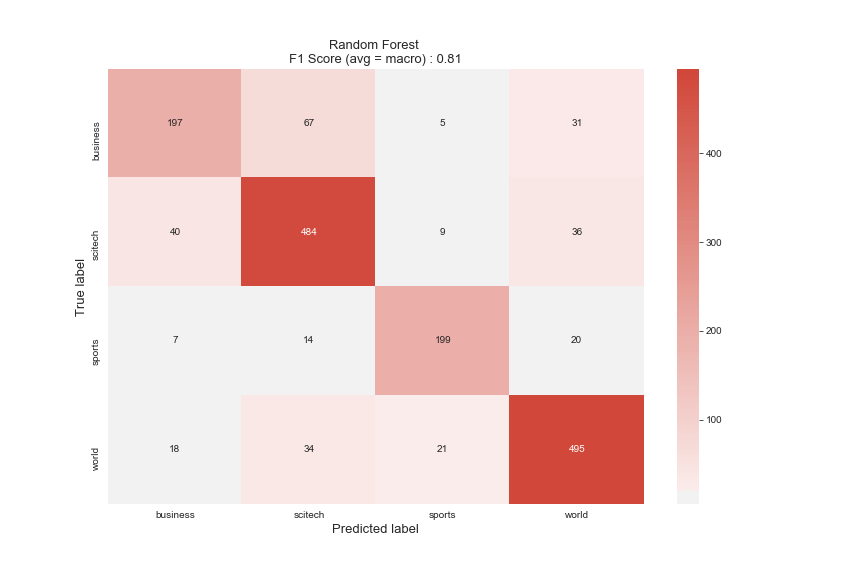 Random Forest
F1 Score (avg = macro) : 0.81
True label
business
197 67 5 31
scitech
40 484 9 36
sports
7 14 199 20
world
18 34 21 495
business scitech sports world
Predicted label
400
300
200
100